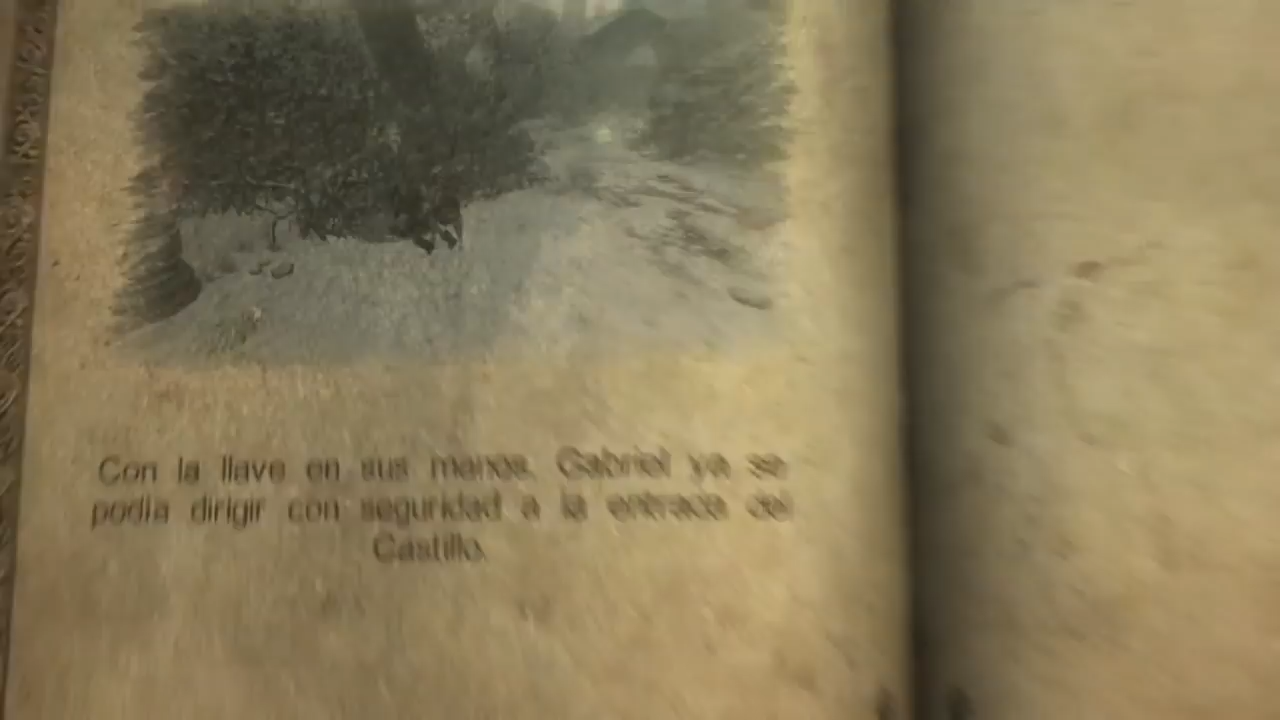 Con la llave en sus manos, Gabriel ya se
podía dirigir con seguridad a la entrada del
Castillo.